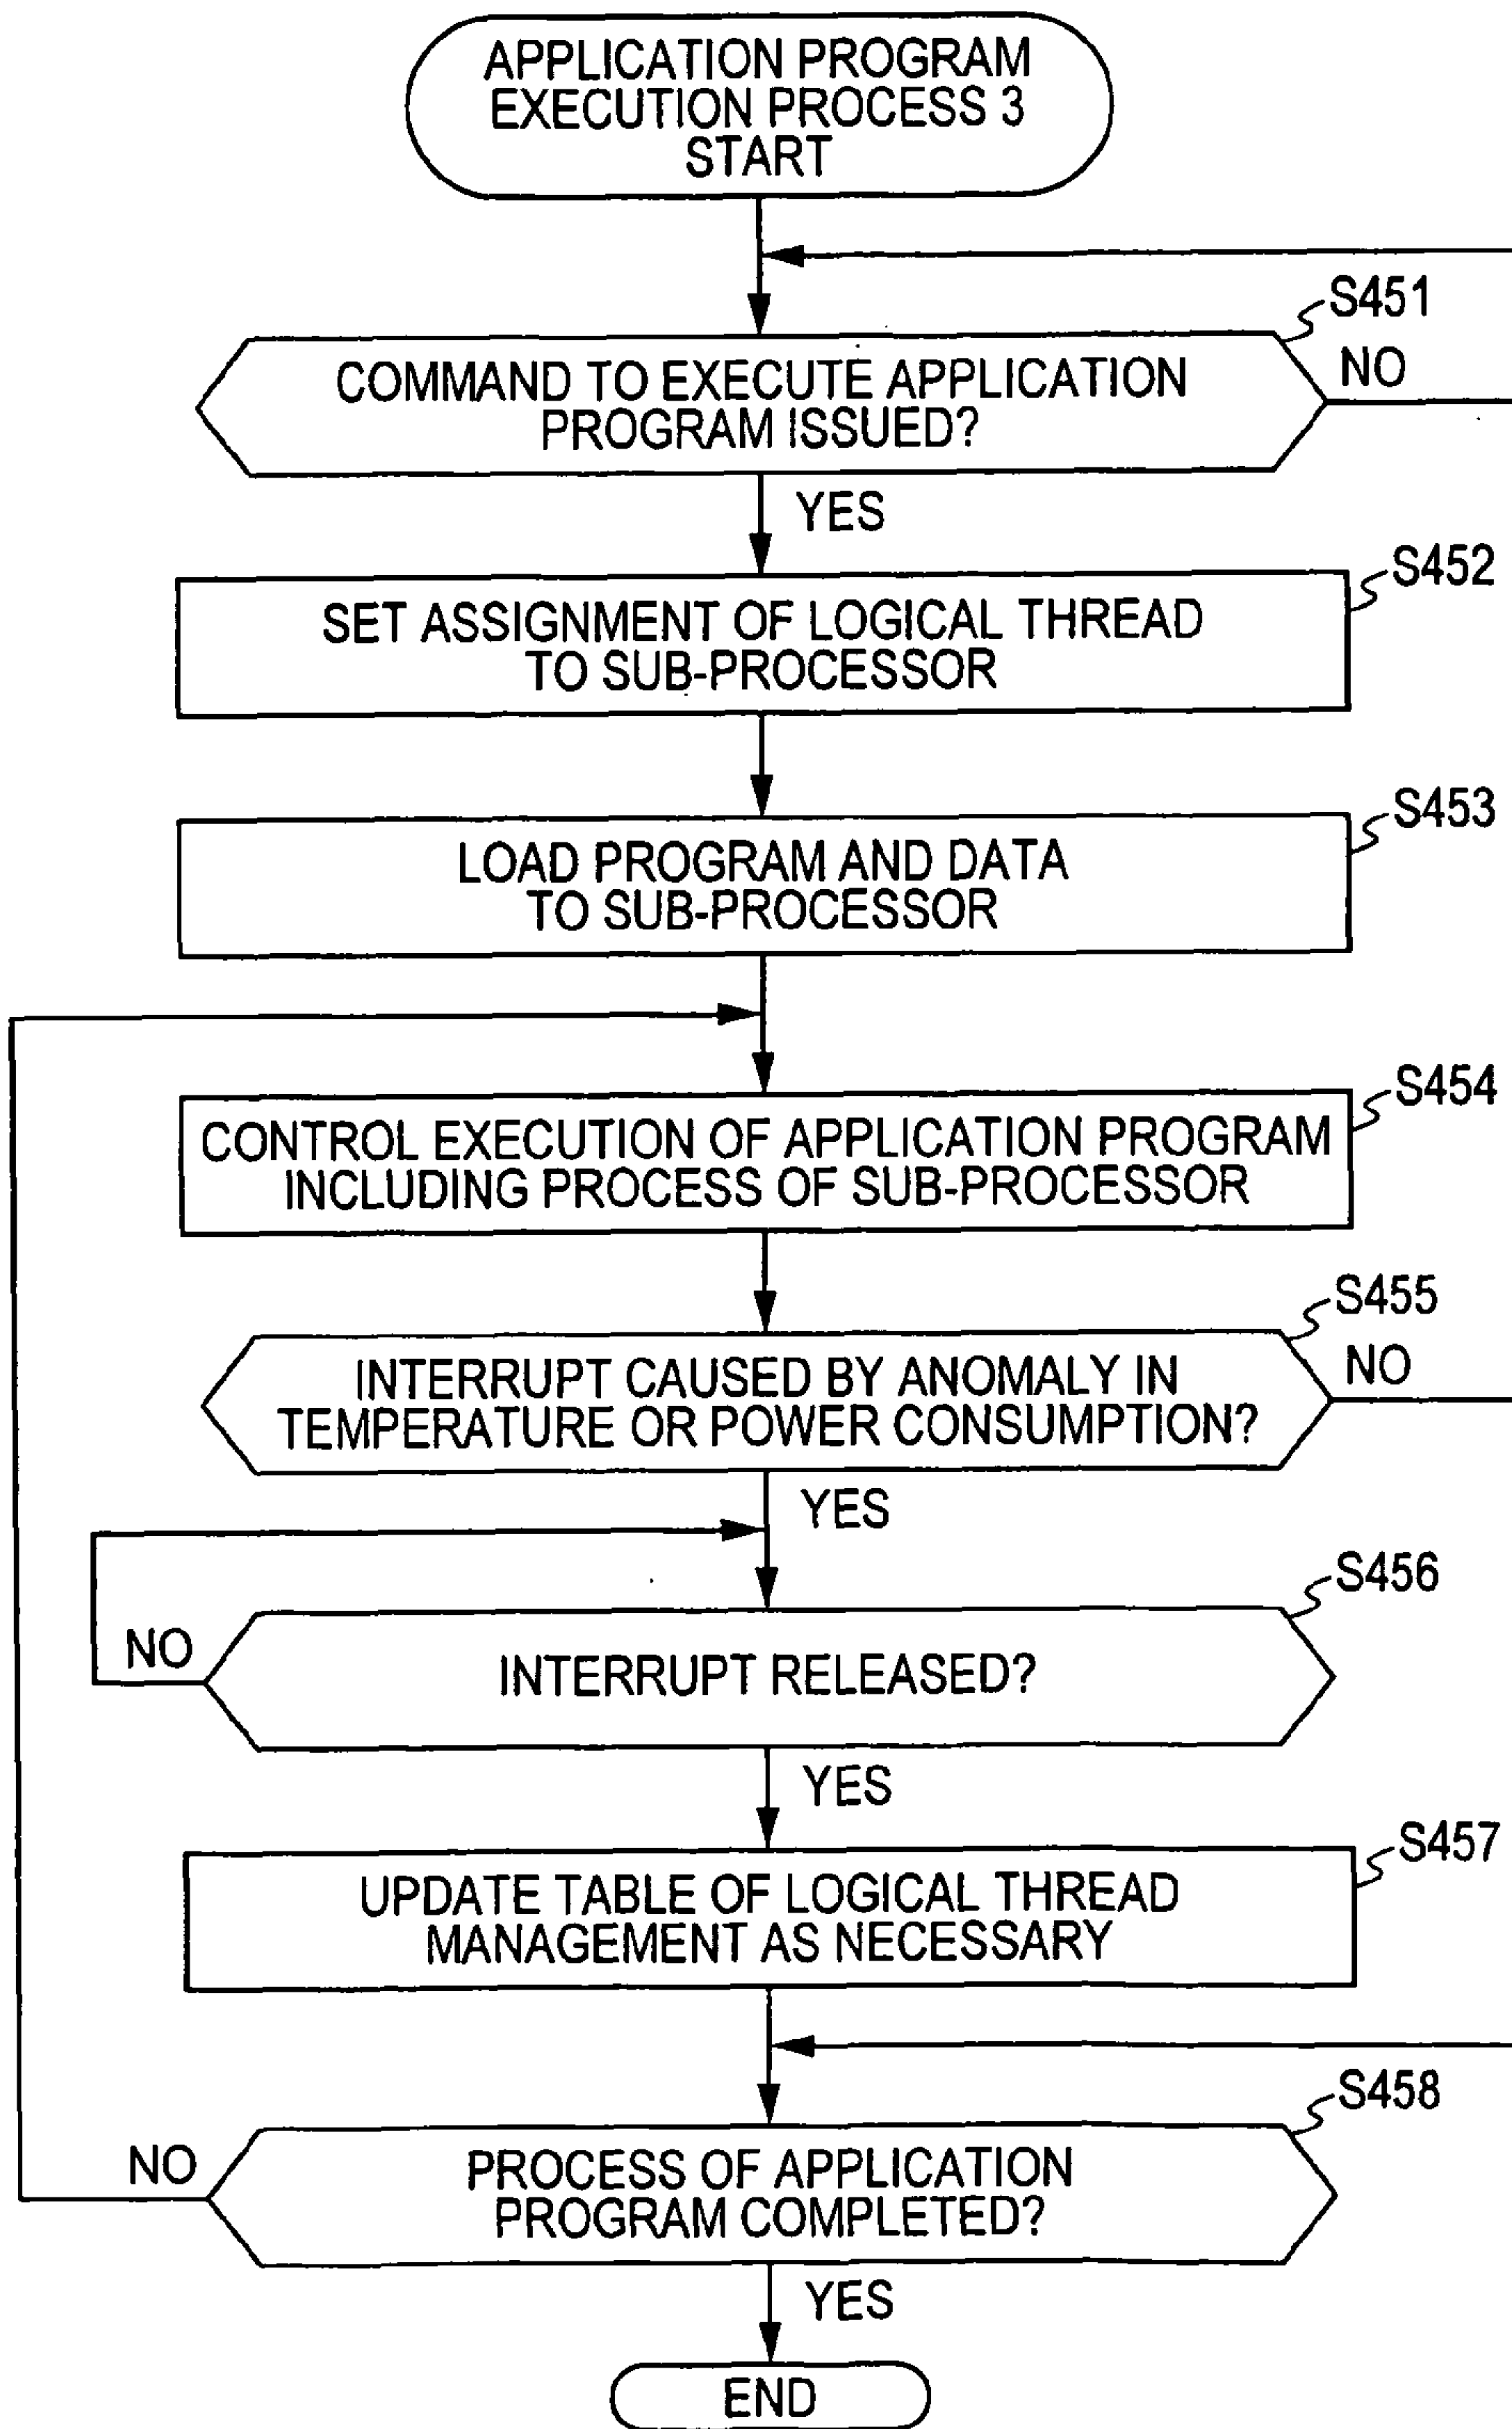 APPLICATION PROGRAM
EXECUTION PROCESS 3
START
S451
COMMAND TO EXECUTE APPLICATION
PROGRAM ISSUED?
NO
YES
S452
SET ASSIGNMENT OF LOGICAL THREAD
TO SUB-PROCESSOR
S453
LOAD PROGRAM AND DATA
TO SUB-PROCESSOR
S454
CONTROL EXECUTION OF APPLICATION PROGRAM
INCLUDING PROCESS OF SUB-PROCESSOR
S455
INTERRUPT CAUSED BY ANOMALY IN
TEMPERATURE OR POWER CONSUMPTION?
NO
YES
S456
NO
INTERRUPT RELEASED?
YES
S457
UPDATE TABLE OF LOGICAL THREAD
MANAGEMENT AS NECESSARY
S458
NO
PROCESS OF APPLICATION
PROGRAM COMPLETED?
YES
END